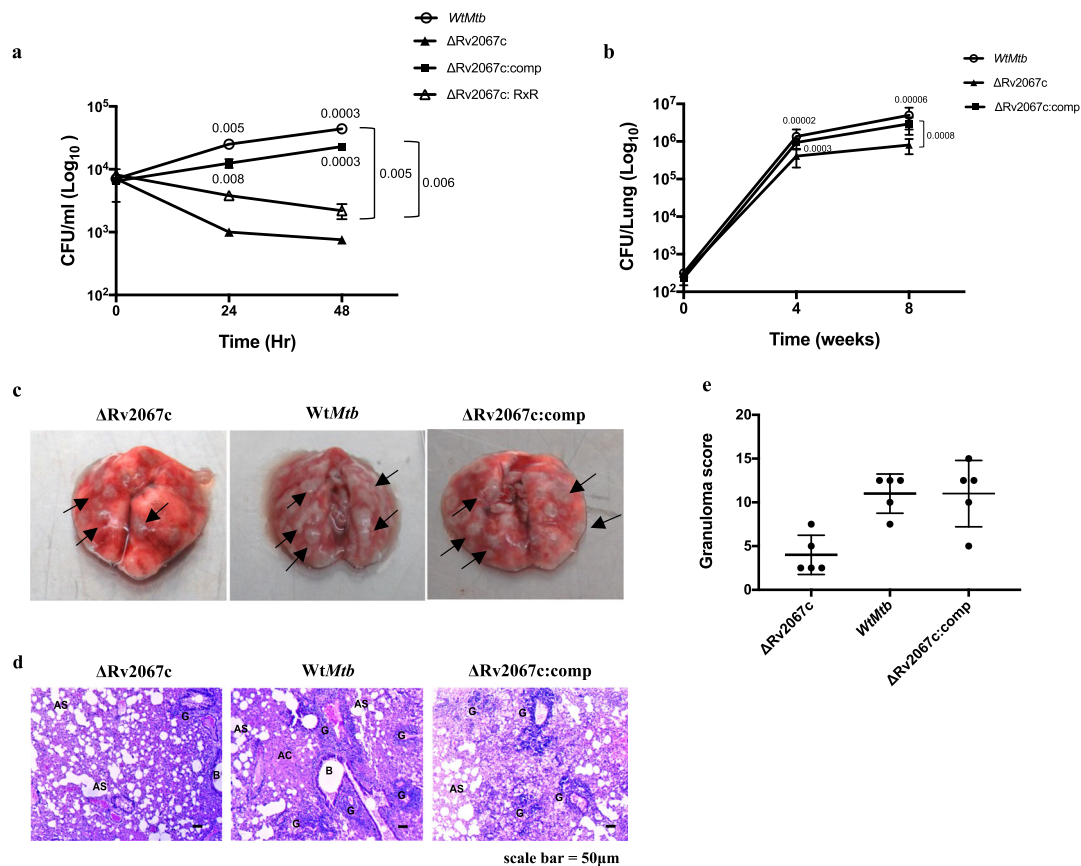 a
WtMtb
ΔRv2067c
ΔRv2067c:comp
ΔRv2067c: RxR
CFU/ml (Log10)
10^5
10^4
10^3
10^2
0.005
0.0003
0.0003
0.008
0.005
0.006
0
24
48
Time (Hr)
b
WtMtb
ΔRv2067c
ΔRv2067c:comp
CFU/Lung (Log10)
10^7
10^6
10^5
10^4
10^3
10^2
0.00002
0.00006
0.0003
0.0008
0
4
8
Time (weeks)
c
ΔRv2067c
WtMtb
ΔRv2067c:comp
d
ΔRv2067c
WtMtb
ΔRv2067c:comp
AS
G
B
AS
AS
AS
G
G
AC
B
G
G
G
G
G
AS
G
G
scale bar = 50μm
e
Granuloma score
20
15
10
5
0
ΔRv2067c
WtMtb
ΔRv2067c:comp